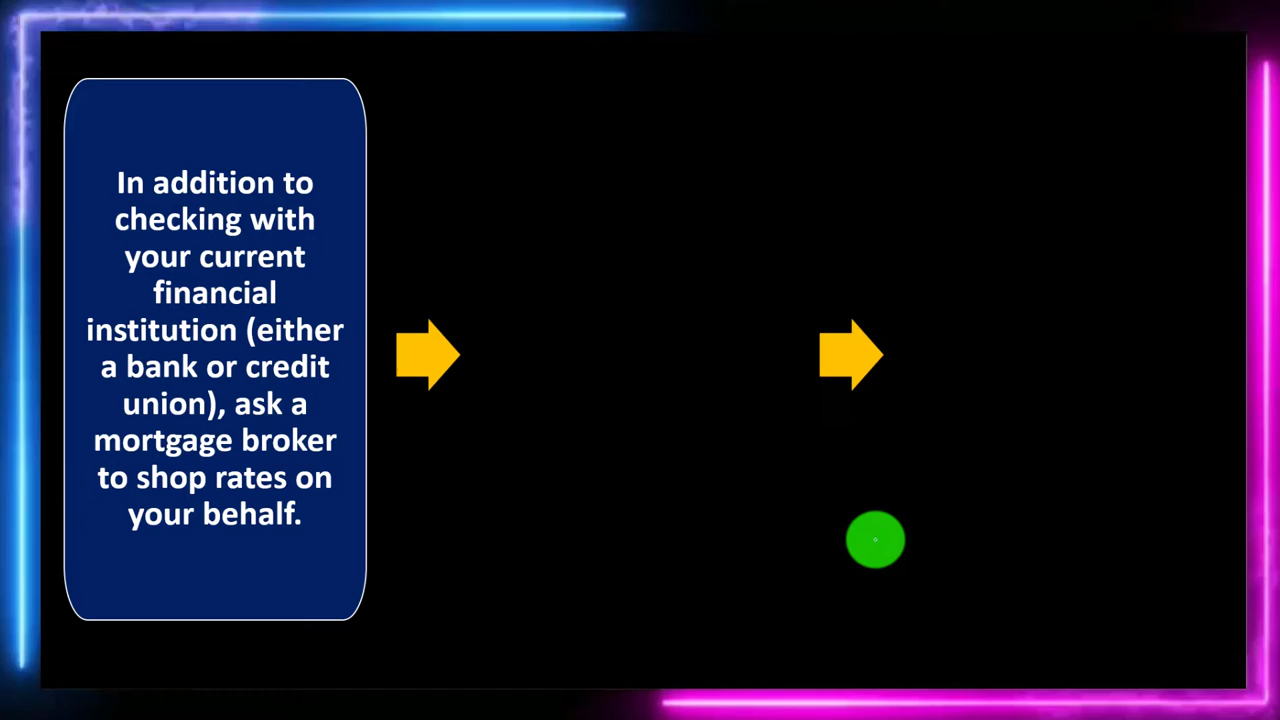 In addition to
checking with
your current
financial
institution (either
a bank or credit
union), ask a
mortgage broker
to shop rates on
your behalf.